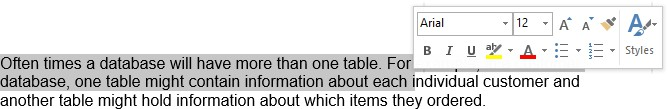 Arial 12 A A
B I U ab A Styles
Often times a database will have more than one table. For
database, one table might contain information about each individual customer and
another table might hold information about which items they ordered.